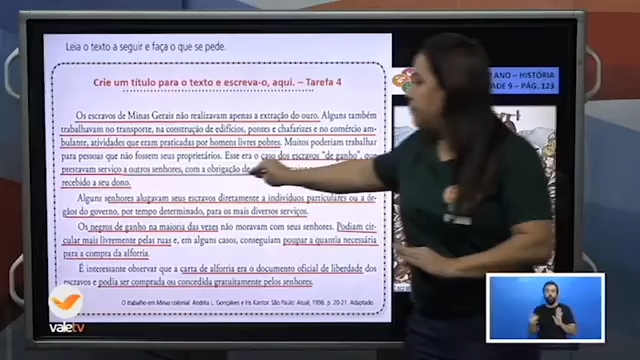 Leia o texto a seguir e faça o que se pede.
Crie um título para o texto e escreva-o, aqui. – Tarefa 4
Os escravos de Minas Gerais não realizavam apenas a extração do ouro. Alguns também
trabalhavam no transporte, na construção de edifícios, pontes e chafarizes e no comércio am-
bulante, atividades que eram praticadas por homens livres pobres. Muitos poderiam trabalhar
para pessoas que não fossem seus proprietários. Esse era o caso dos escravos "de ganho", que
prestavam serviço a outros senhores, com a obrigação de
recebido a seu dono.
Alguns senhores alugavam seus escravos diretamente a indivíduos particulares ou a ór-
gãos do governo, por tempo determinado, para os mais diversos serviços.
Os negros de ganho na maioria das vezes não moravam com seus senhores. Podiam cir-
cular mais livremente pelas ruas e, em alguns casos, conseguiam poupar a quantia necessária
para a compra da alforria.
É interessante observar que a carta de alforria era o documento oficial de liberdade dos
escravos e podia ser comprada ou concedida gratuitamente pelos senhores.
O trabalho em Minas colonial. Andréa L. Gonçalves e Iris Kantor. São Paulo: Atual, 1996. p. 20-21. Adaptado.
ANO – HISTÓRIA
DADE 9 – PÁG. 123
valetv